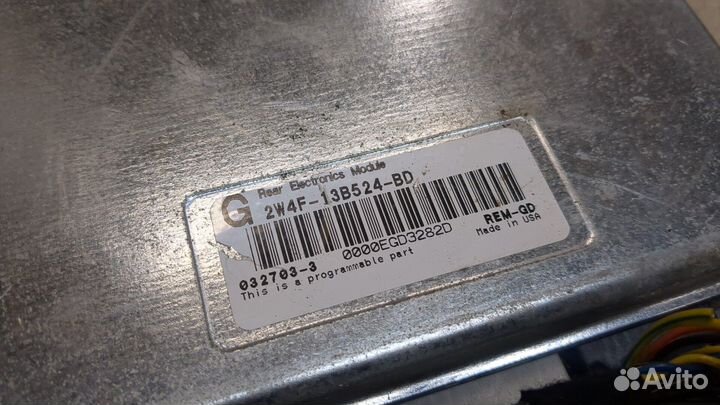 G
Rear Electronics Module
2W4F-13B524-BD
032703-3
0000EGD3282D
REM-GD
This is a programmable part
Made in USA
Avito